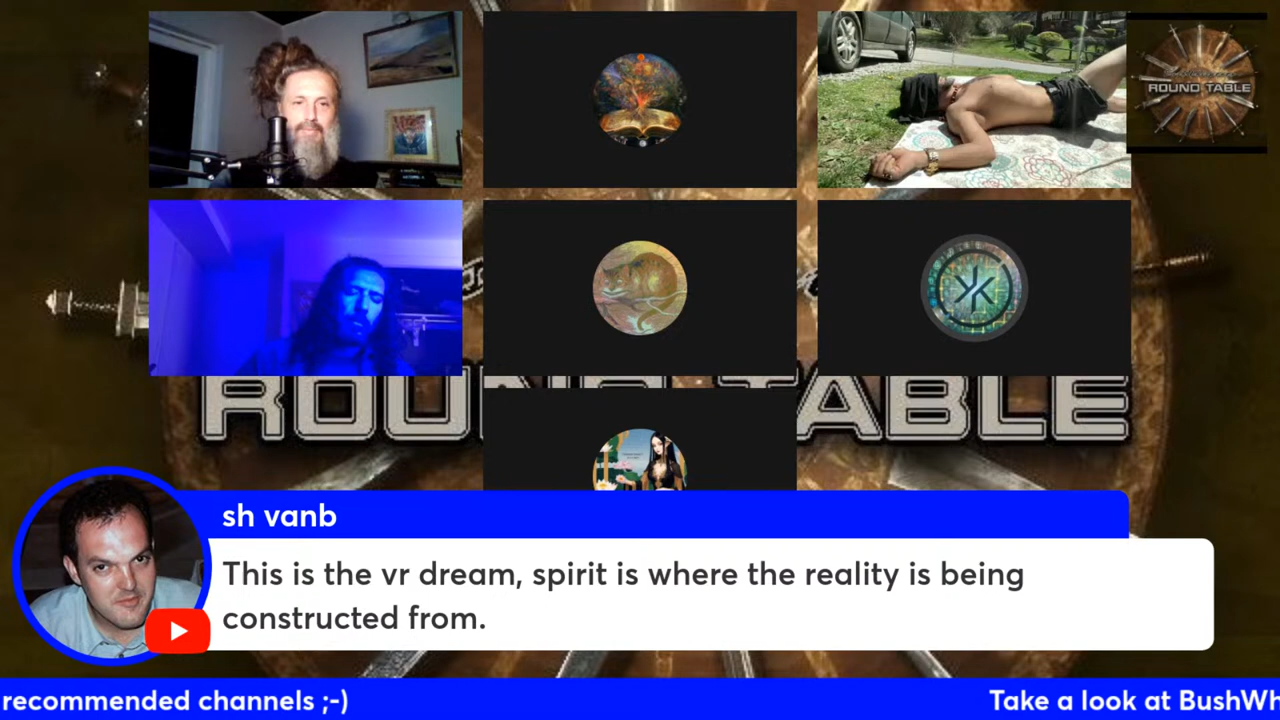 ROUND TABLE
ROUND TABLE
sh vanb
This is the vr dream, spirit is where the reality is being
constructed from.
recommended channels ;-)
Take a look at BushWh